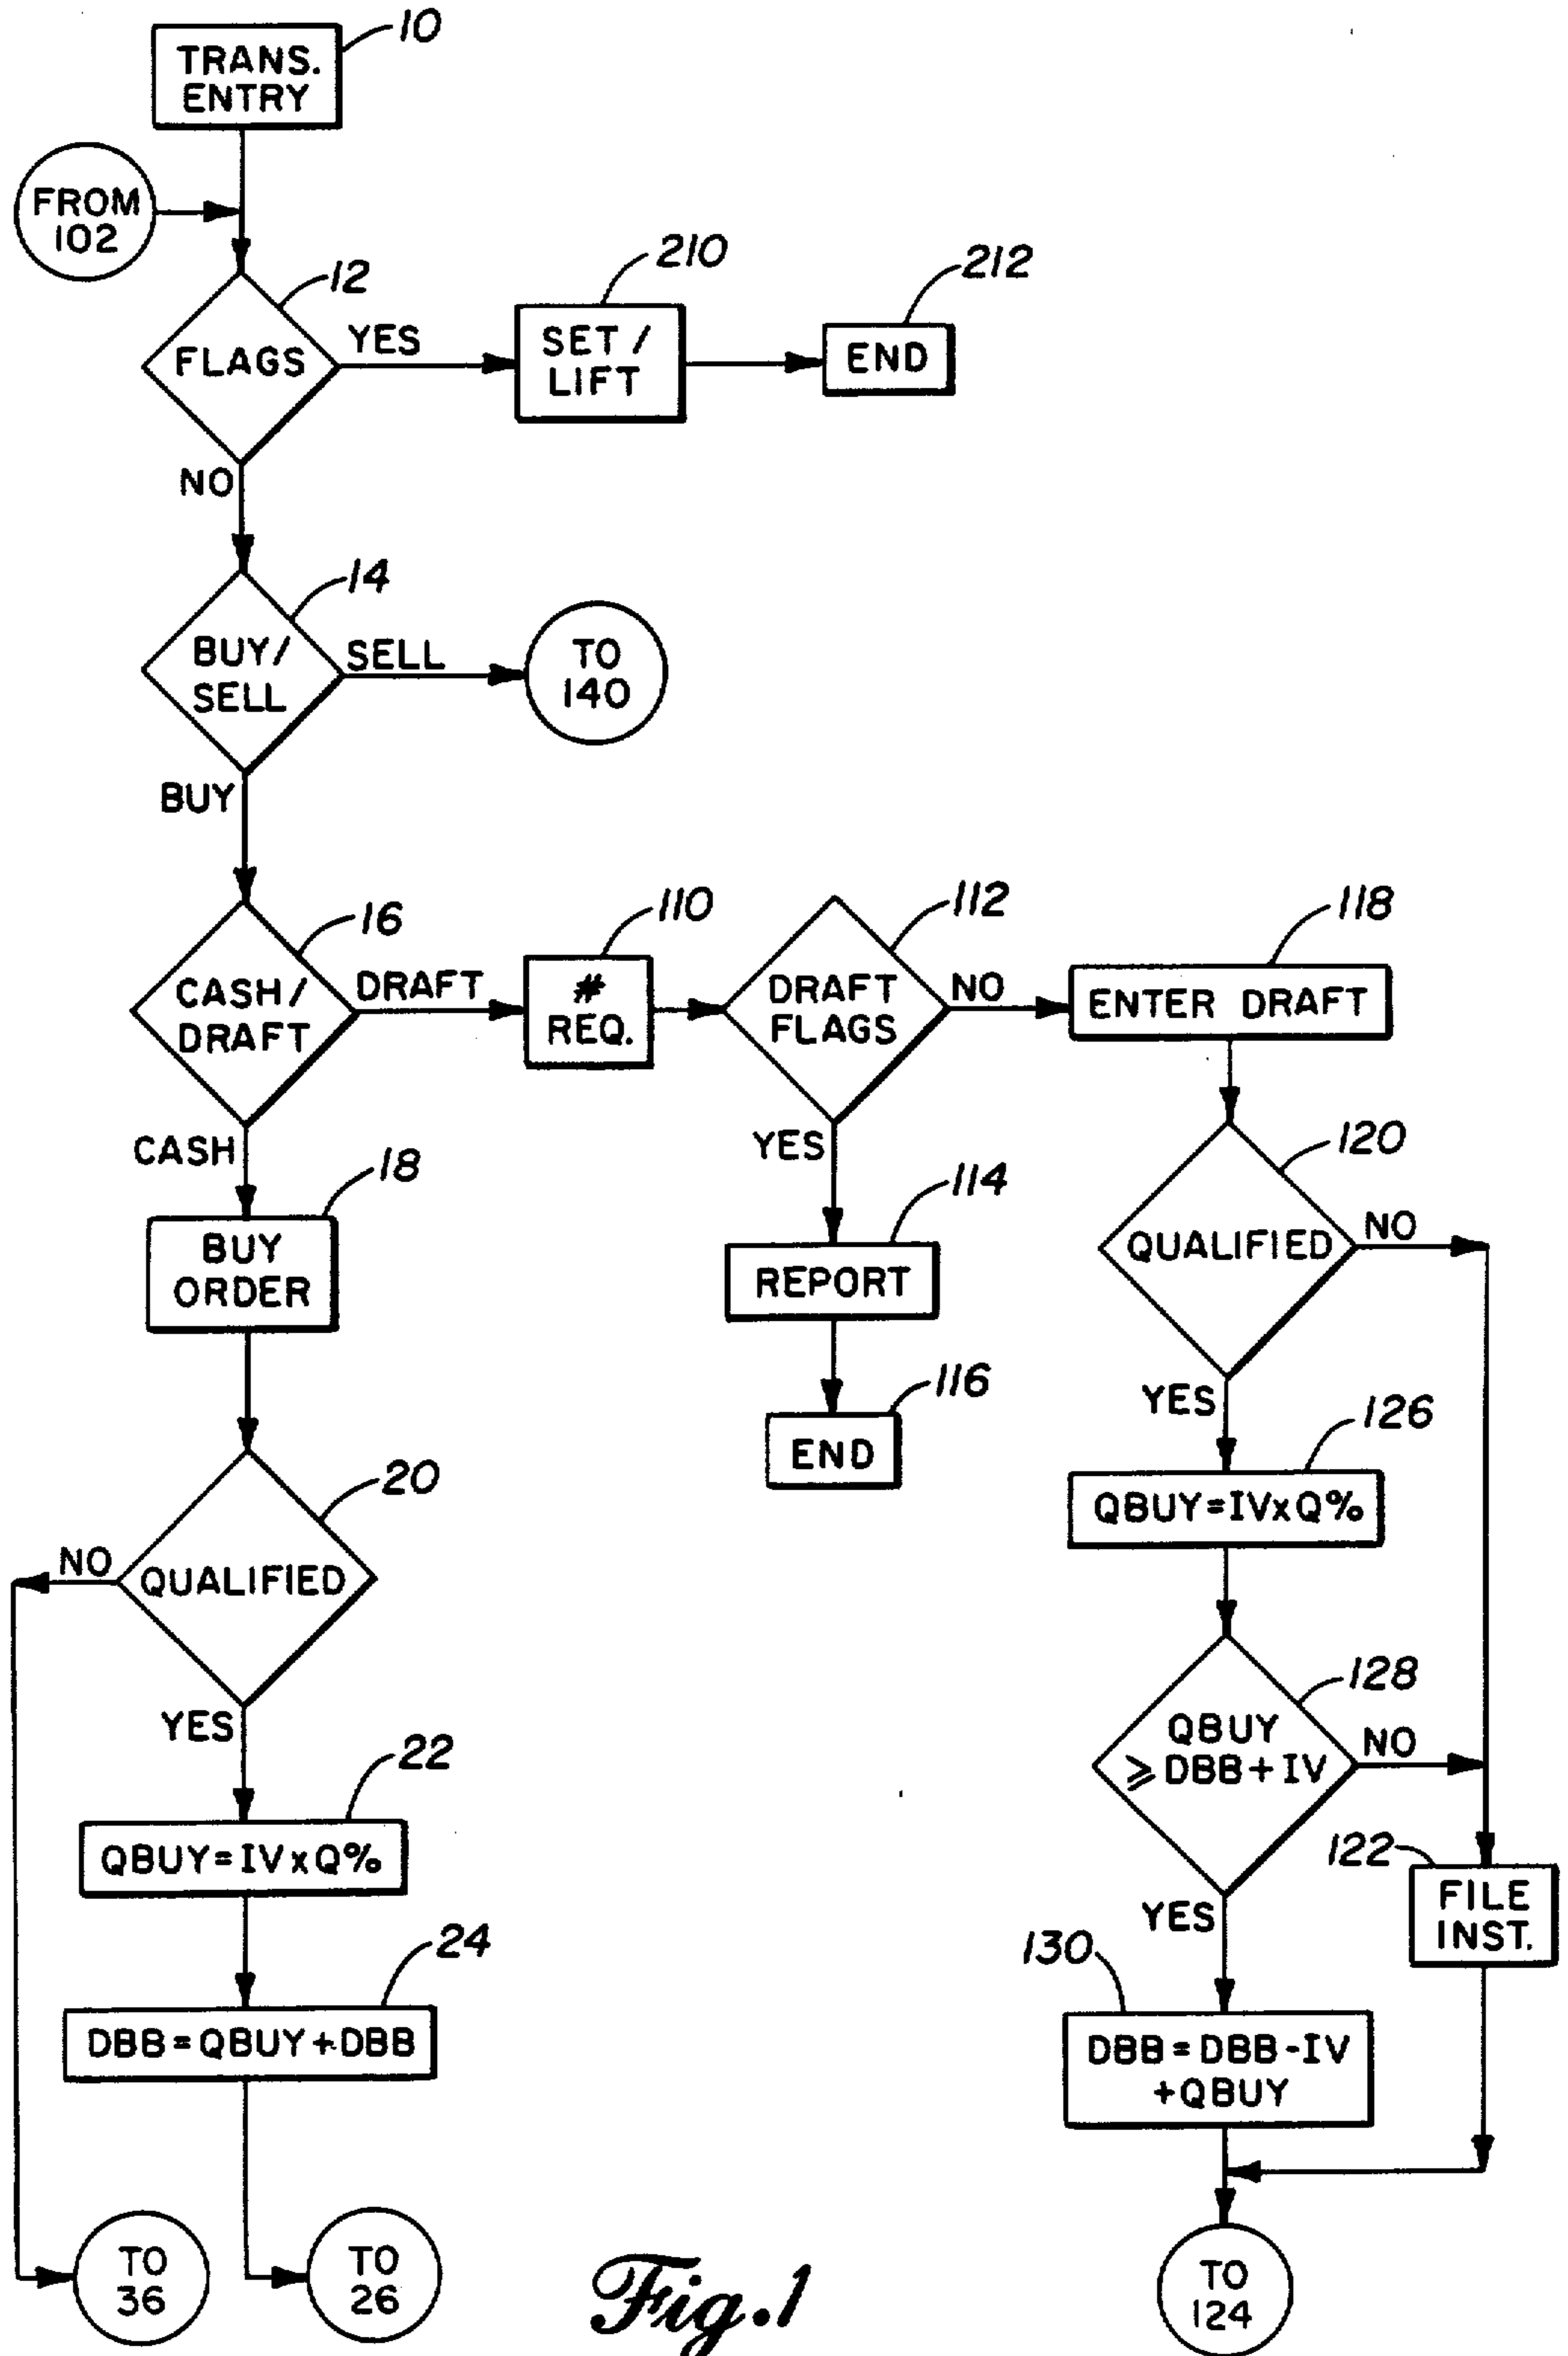 10
TRANS.
ENTRY
FROM
102
12
FLAGS
YES
NO
210
SET /
LIFT
212
END
14
BUY/
SELL
SELL
BUY
TO
140
16
CASH/
DRAFT
DRAFT
CASH
110
#
REQ.
112
DRAFT
FLAGS
NO
YES
118
ENTER DRAFT
114
REPORT
116
END
120
QUALIFIED
NO
YES
18
BUY
ORDER
20
QUALIFIED
NO
YES
126
QBUY=IVxQ%
128
QBUY
⩾DBB+IV
NO
YES
22
QBUY=IVxQ%
24
DBB=QBUY+DBB
122
FILE
INST.
130
DBB=DBB-IV
+QBUY
TO
36
TO
26
TO
124
Fig.1